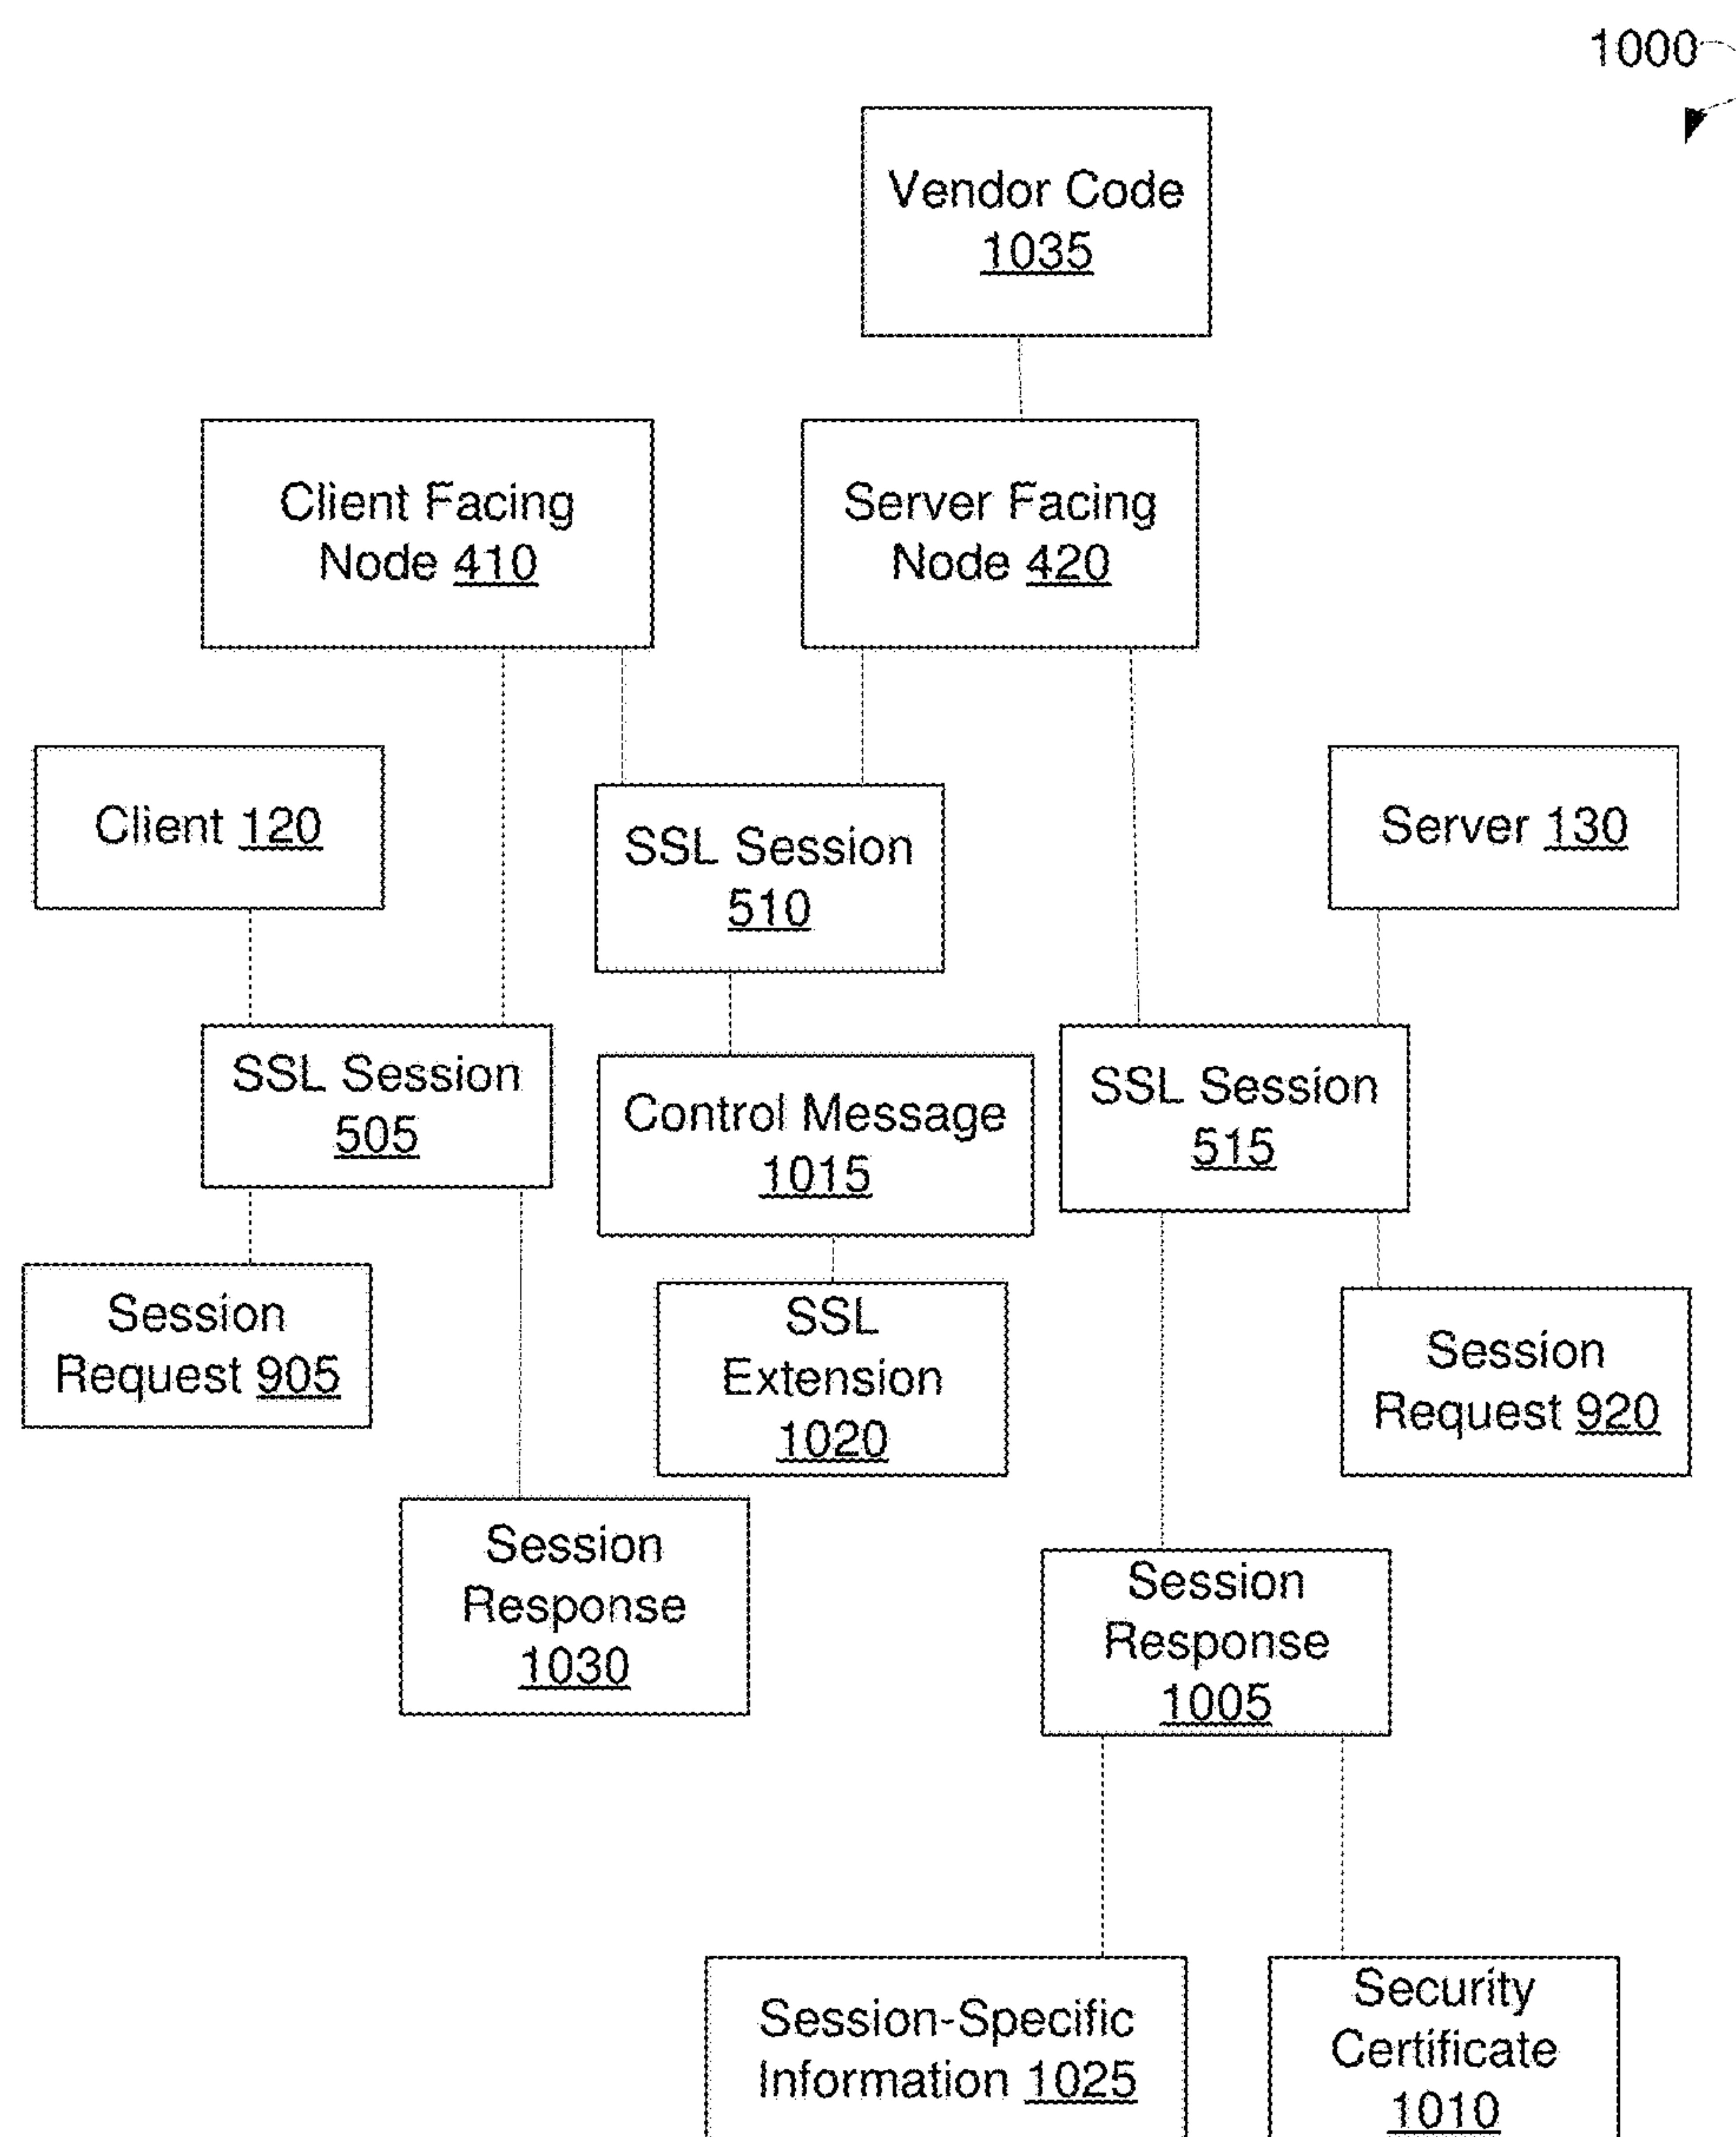 1000
Vendor Code
1035
Client Facing
Node 410
Server Facing
Node 420
Client 120
SSL Session
510
Server 130
SSL Session
505
Control Message
1015
SSL Session
515
Session
Request 905
SSL
Extension
1020
Session
Request 920
Session
Response
1030
Session
Response
1005
Session-Specific
Information 1025
Security
Certificate
1010